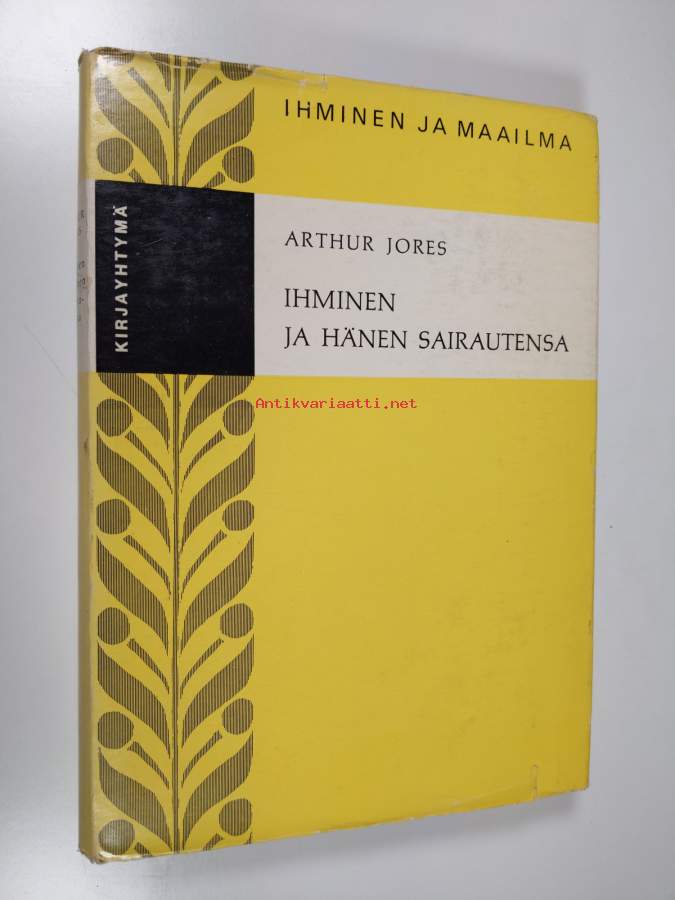 IHMINEN JA MAAILMA
KIRJAYHTYMÄ
ARTHUR JORES
IHMINEN
JA HÄNEN SAIRAUTENSA
Antikvariaatti.net